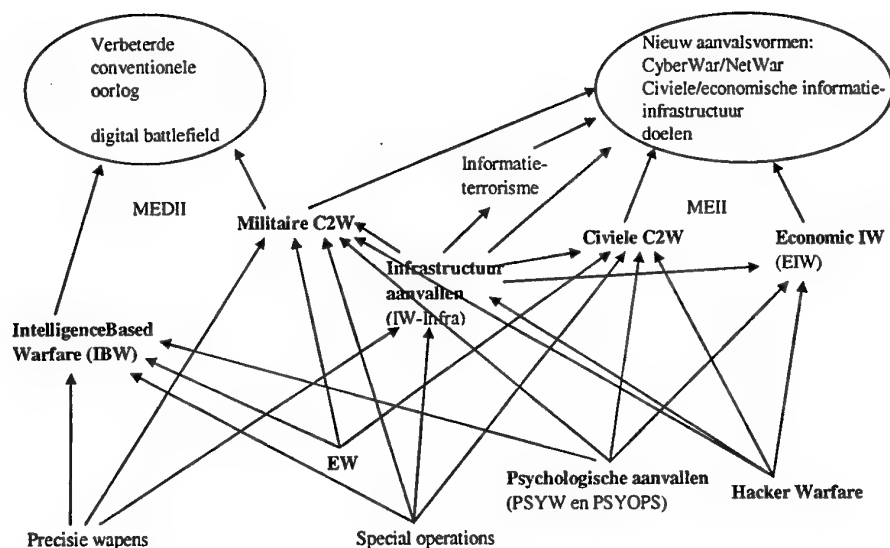 Verbeterde
conventionele
oorlog
digital battlefield
Nieuw aanvalsvormen:
CyberWar/NetWar
Civiele/economische informatie-
infrastructuur
doelen
Informatie-
terrorisme
MEDII
MEII
Militaire C2W
Civiele C2W
Economic IW
(EIW)
Infrastructuur
aanvallen
(IW-Infra)
IntelligenceBased
Warfare (IBW)
EW
Psychologische aanvallen
(PSYW en PSYOPS)
Hacker Warfare
Precisie wapens
Special operations